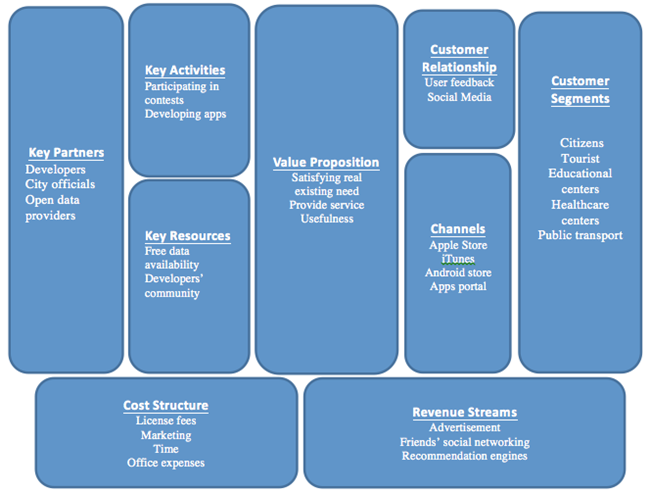 Key Partners
Developers
City officials
Open data
providers
Key Activities
Participating in
contests
Developing apps
Key Resources
Free data
availability
Developers’
community
Value Proposition
Satisfying real
existing need
Provide service
Usefulness
Customer
Relationship
User feedback
Social Media
Channels
Apple Store
iTunes
Android store
Apps portal
Customer
Segments
Citizens
Tourist
Educational
centers
Healthcare
centers
Public transport
Cost Structure
License fees
Marketing
Time
Office expenses
Revenue Streams
Advertisement
Friends’ social networking
Recommendation engines